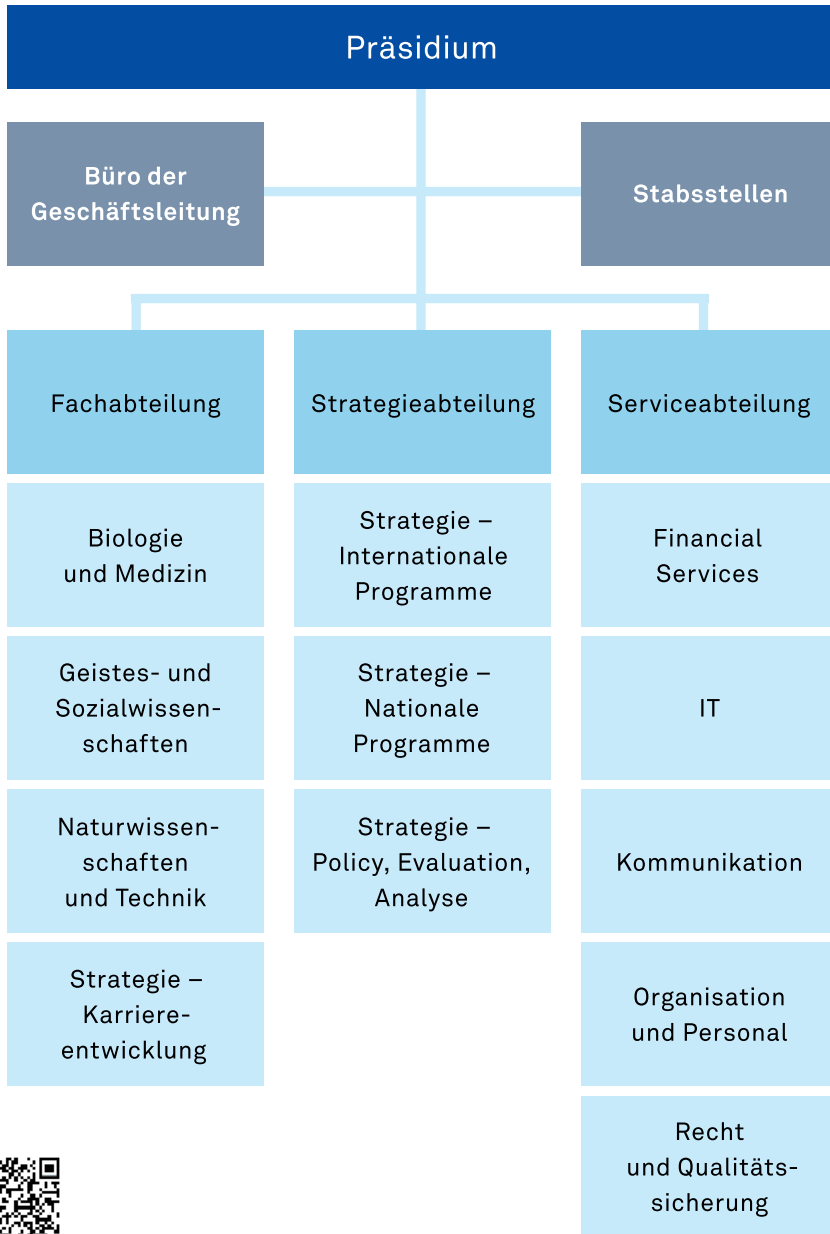 Präsidium
Büro der
Geschäftsleitung
Stabsstellen
Fachabteilung
Biologie
und Medizin
Geistes- und
Sozialwissen-
schaften
Naturwissen-
schaften
und Technik
Strategie –
Karriere-
entwicklung
Strategieabteilung
Strategie –
Internationale
Programme
Strategie –
Nationale
Programme
Strategie –
Policy, Evaluation,
Analyse
Serviceabteilung
Financial
Services
IT
Kommunikation
Organisation
und Personal
Recht
und Qualitäts-
sicherung